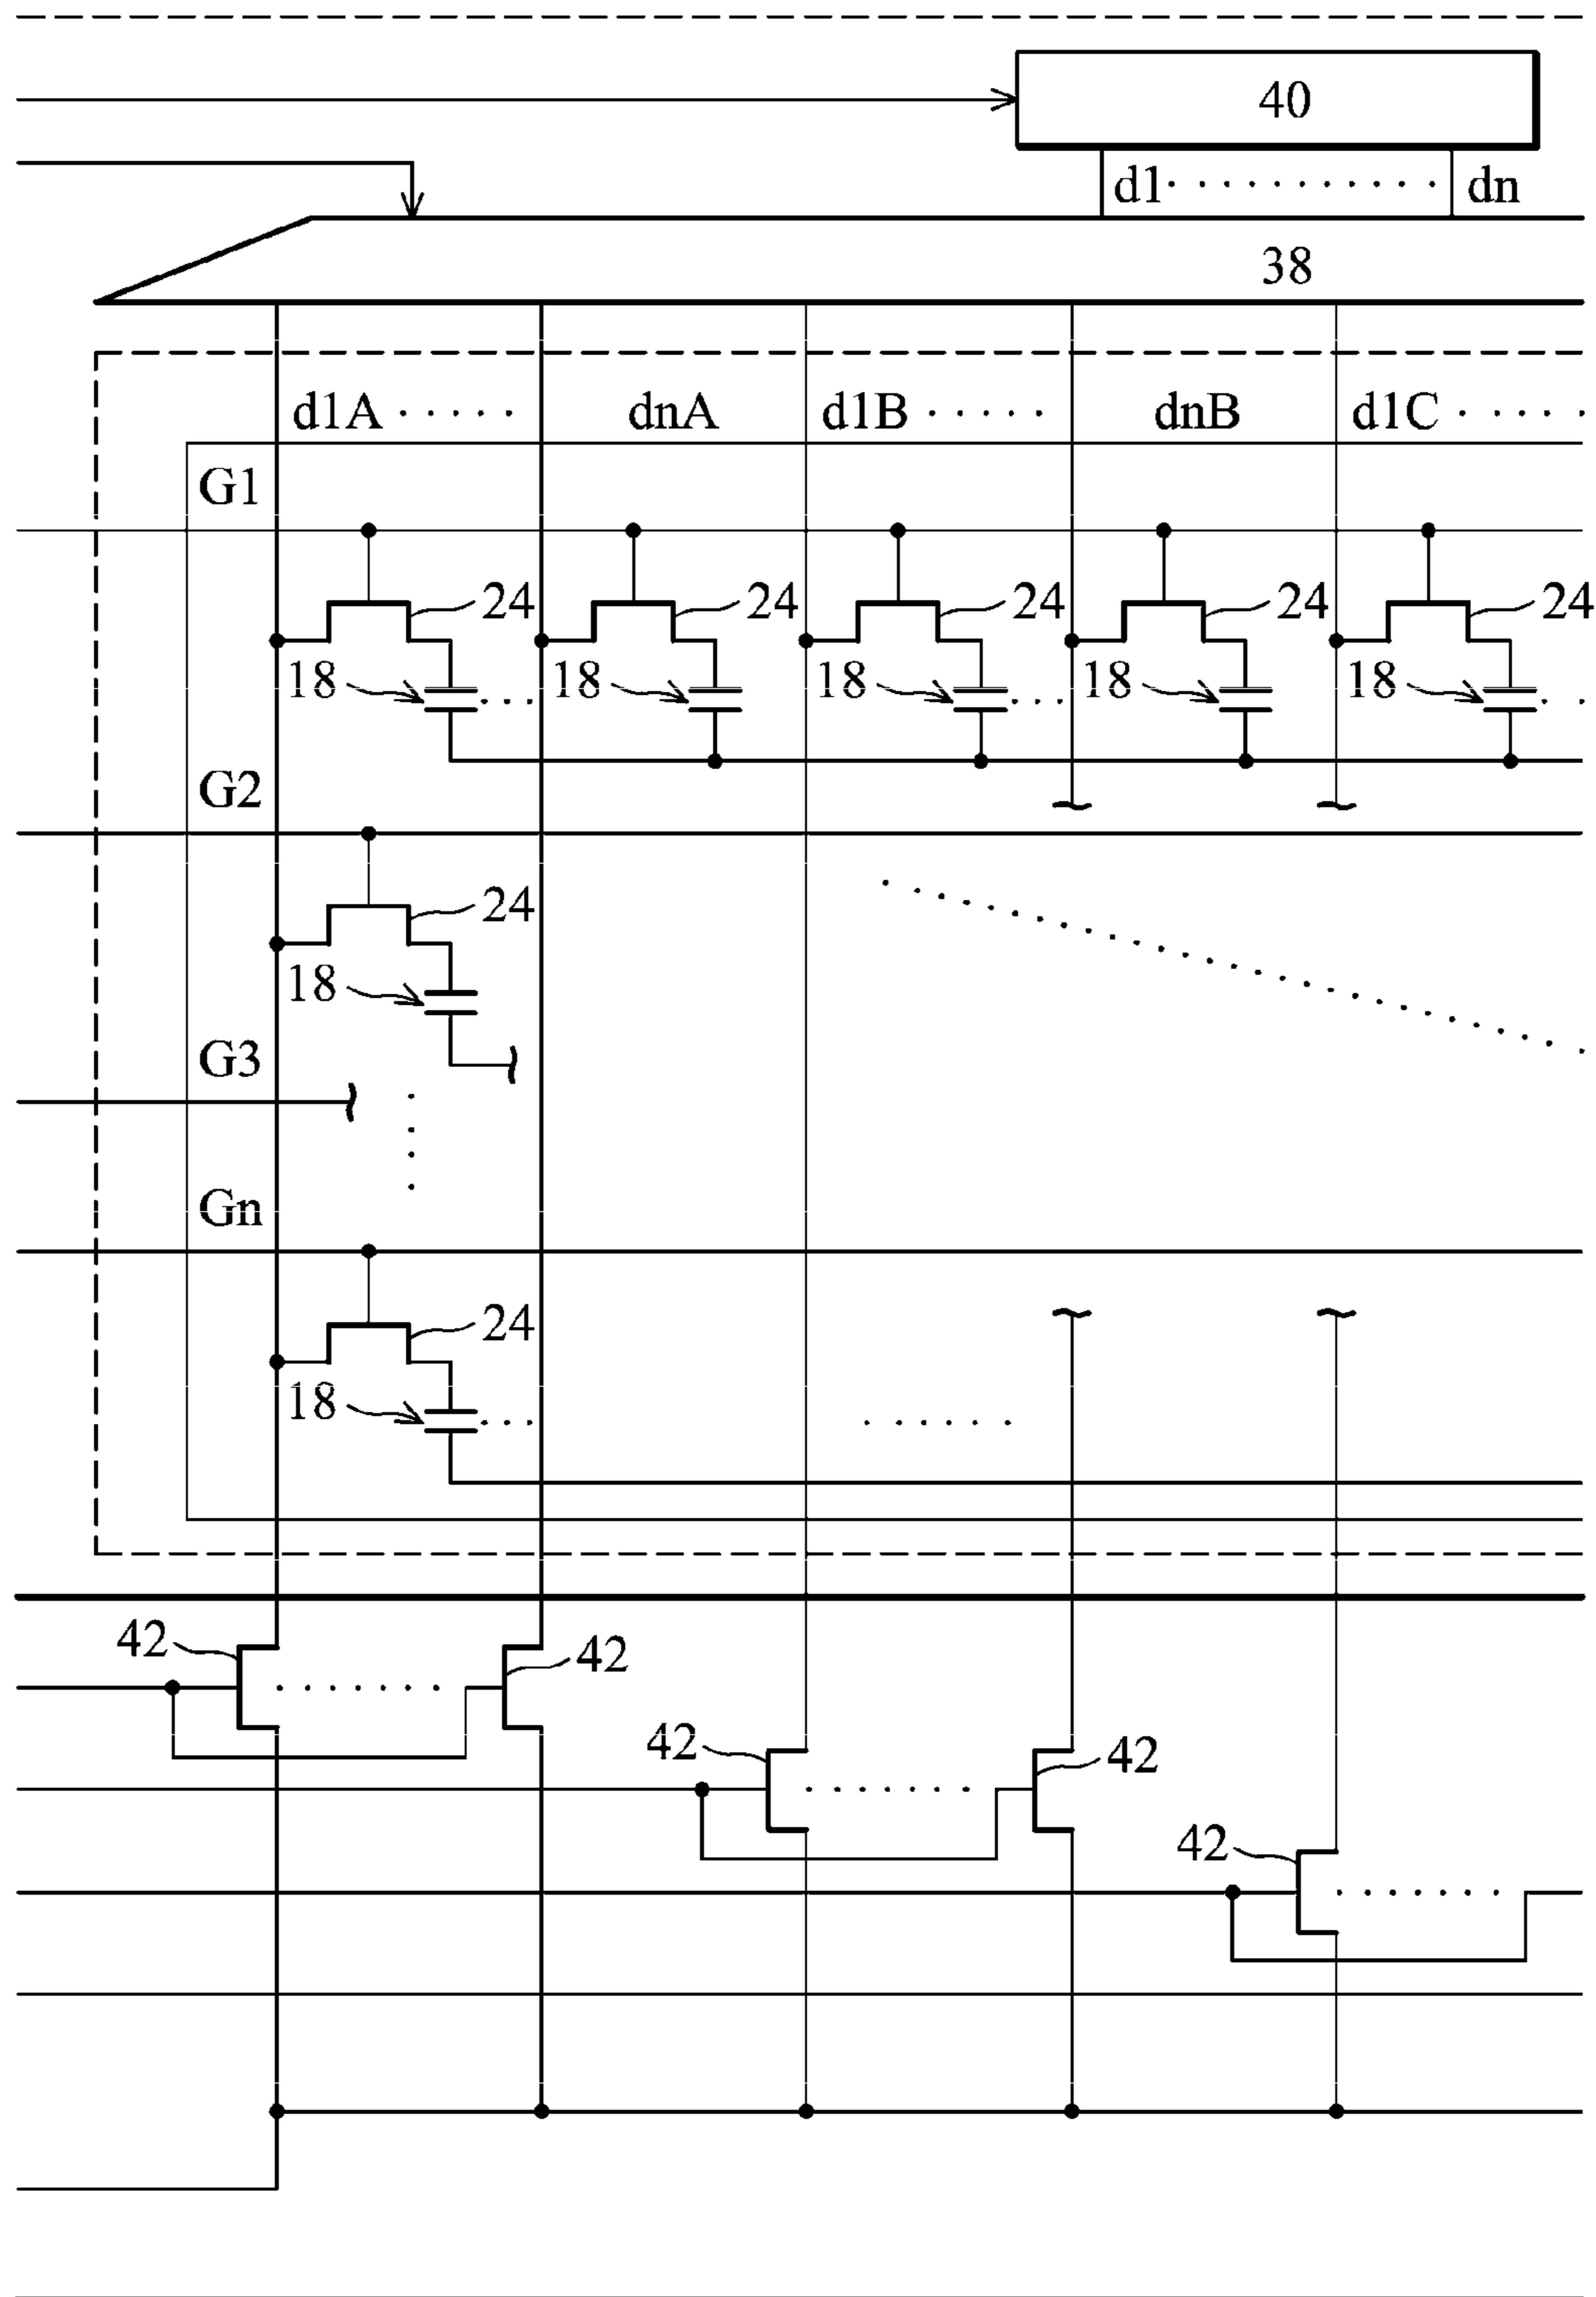 40
d1 · · · · · · · · · · · dn
38
d1A · · · · · dnA d1B · · · · · dnB d1C · · · · ·
G1
24 24 24 24 24
18 18 18 18 18
G2
24
18
G3
Gn
24
18
42 42
42 42
42